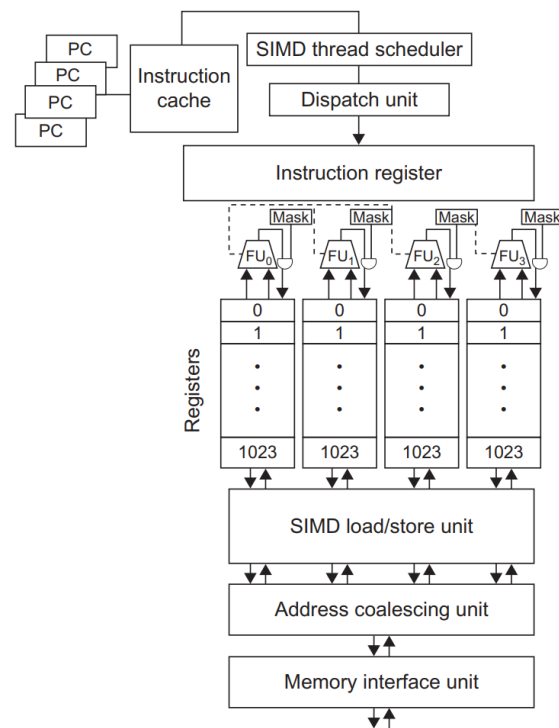 PC
PC
PC
PC
Instruction
cache
SIMD thread scheduler
Dispatch unit
Instruction register
Mask Mask Mask Mask
FU0 FU1 FU2 FU3
Registers
0 0 0 0
1 1 1 1
1023 1023 1023 1023
SIMD load/store unit
Address coalescing unit
Memory interface unit